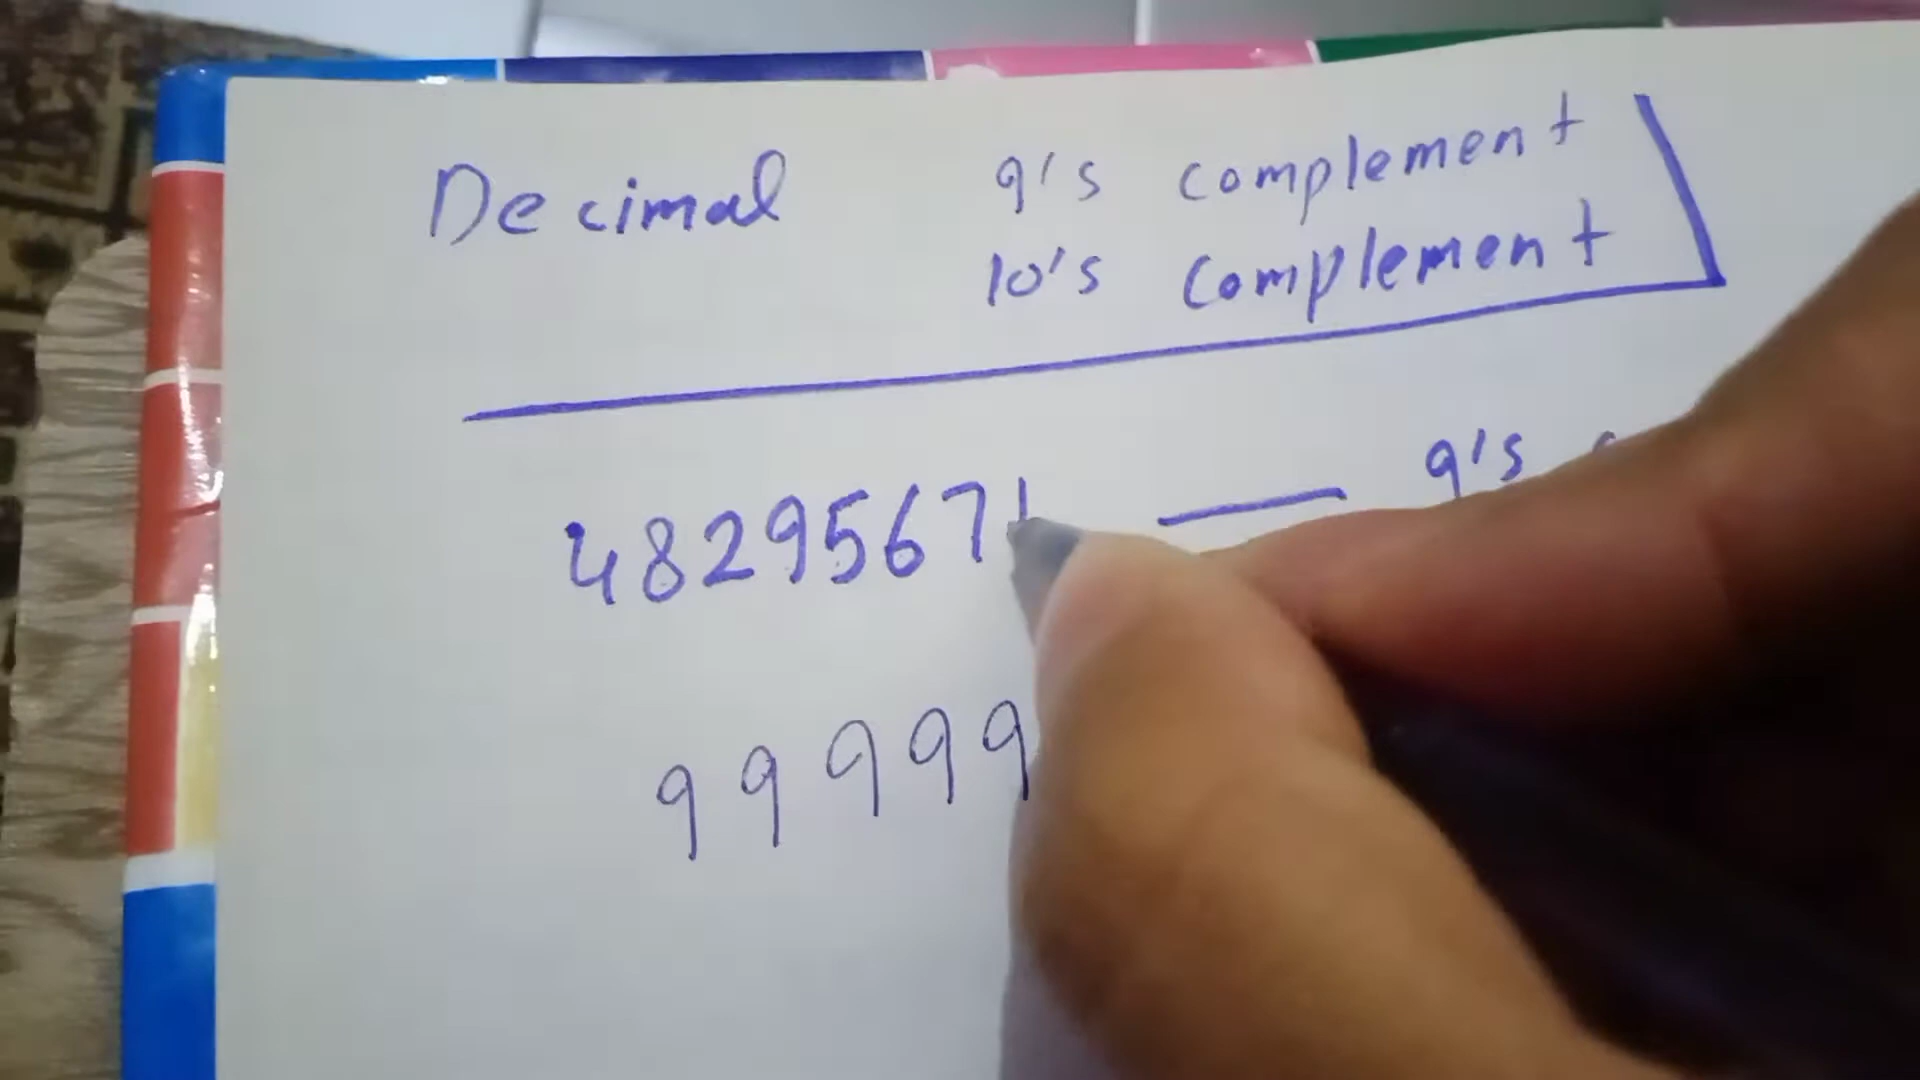 Decimal 9's complement
10's complement
48295671 — 9's
99999